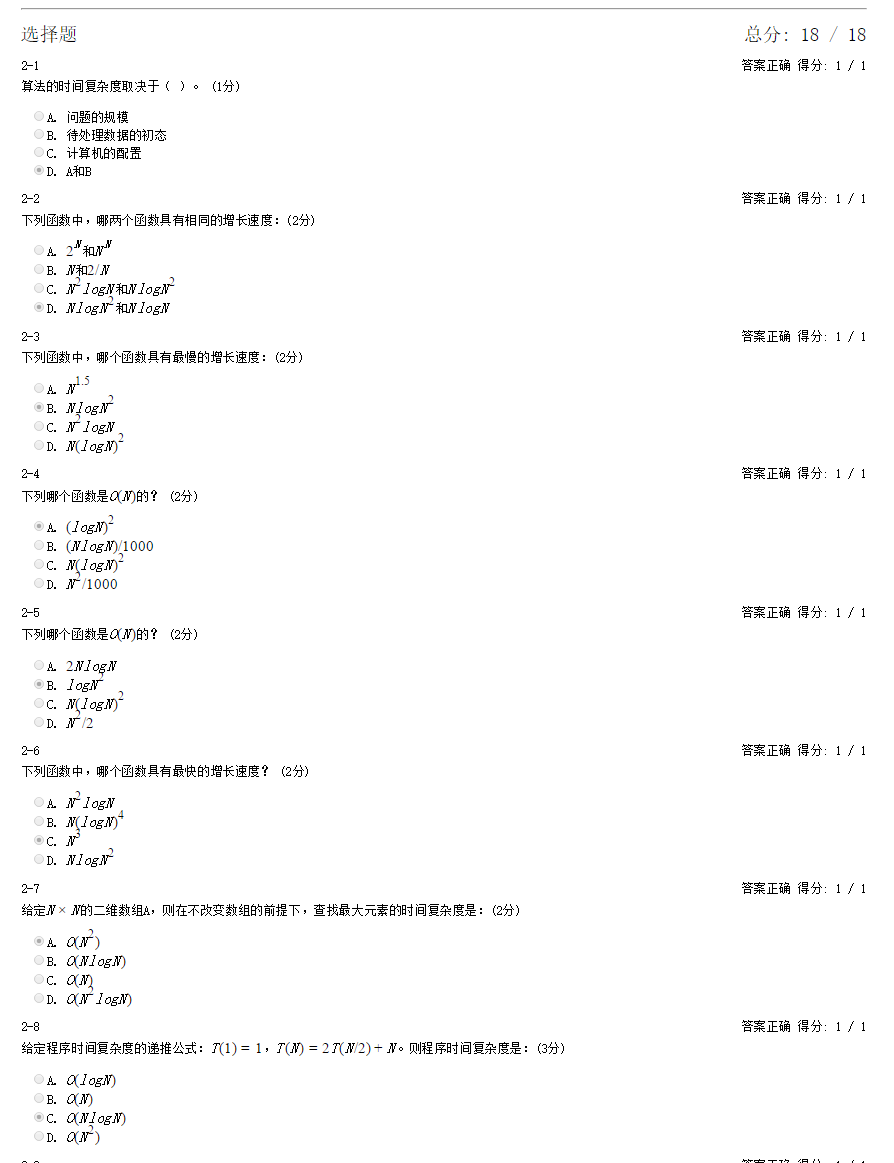 选择题 总分: 18 / 18
2-1 答案正确 得分: 1 / 1
算法的时间复杂度取决于( )。 (1分)
A. 问题的规模
B. 待处理数据的初态
C. 计算机的配置
D. A和B
2-2 答案正确 得分: 1 / 1
下列函数中，哪两个函数具有相同的增长速度：(2分)
A. 2^N和N^N
B. N和2/N
C. N^2logN和NlogN^2
D. NlogN^2和NlogN
2-3 答案正确 得分: 1 / 1
下列函数中，哪个函数具有最慢的增长速度：(2分)
A. N^1.5
B. NlogN^2
C. N^2logN
D. N(logN)^2
2-4 答案正确 得分: 1 / 1
下列哪个函数是O(N)的？ (2分)
A. (logN)^2
B. (NlogN)/1000
C. N(logN)^2
D. N^2/1000
2-5 答案正确 得分: 1 / 1
下列哪个函数是O(N)的？ (2分)
A. 2NlogN
B. logN^2
C. N(logN)^2
D. N^2/2
2-6 答案正确 得分: 1 / 1
下列函数中，哪个函数具有最快的增长速度？ (2分)
A. N^2logN
B. N(logN)^4
C. N^3
D. NlogN^2
2-7 答案正确 得分: 1 / 1
给定N × N的二维数组A，则在不改变数组的前提下，查找最大元素的时间复杂度是：(2分)
A. O(N^2)
B. O(NlogN)
C. O(N)
D. O(N^2logN)
2-8 答案正确 得分: 1 / 1
给定程序时间复杂度的递推公式：T(1) = 1，T(N) = 2T(N/2) + N。则程序时间复杂度是：(3分)
A. O(logN)
B. O(N)
C. O(NlogN)
D. O(N^2)